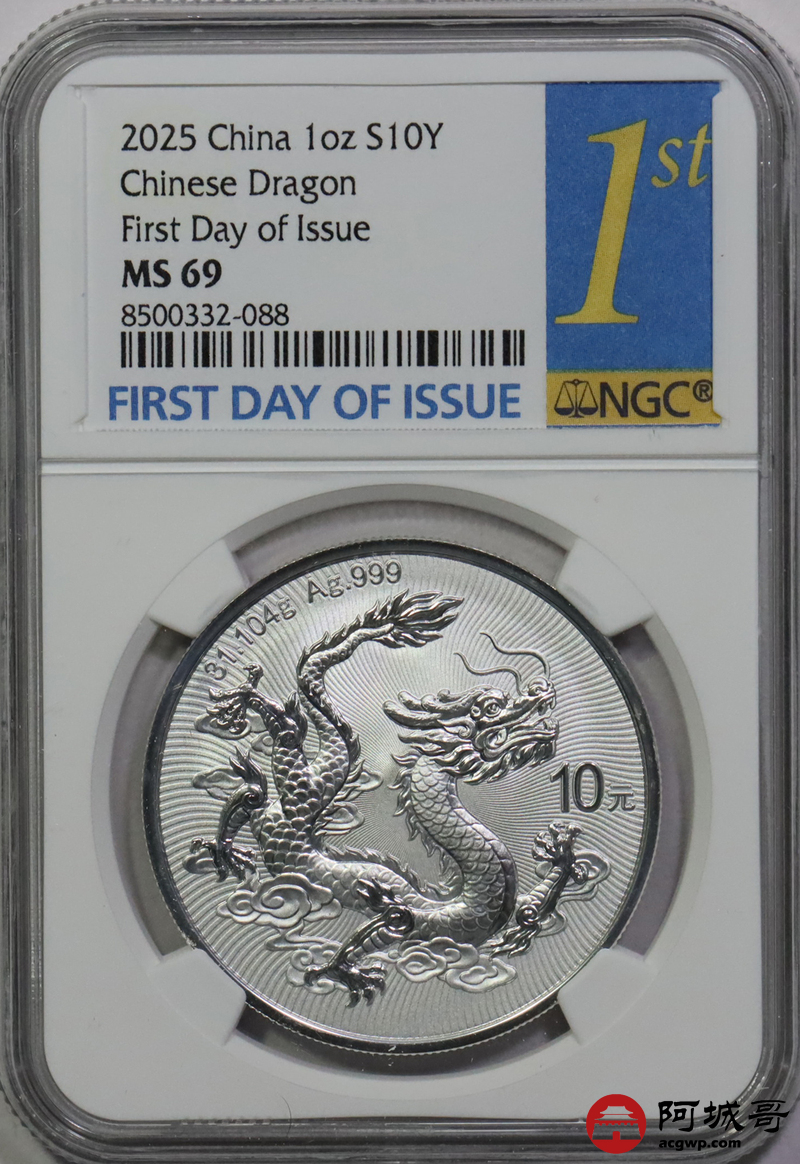 2025 China 1oz S10Y
Chinese Dragon
First Day of Issue
MS 69
8500332-088
FIRST DAY OF ISSUE
1st
NGC®
31.104g Ag.999
10元
阿城哥
acgwp.com